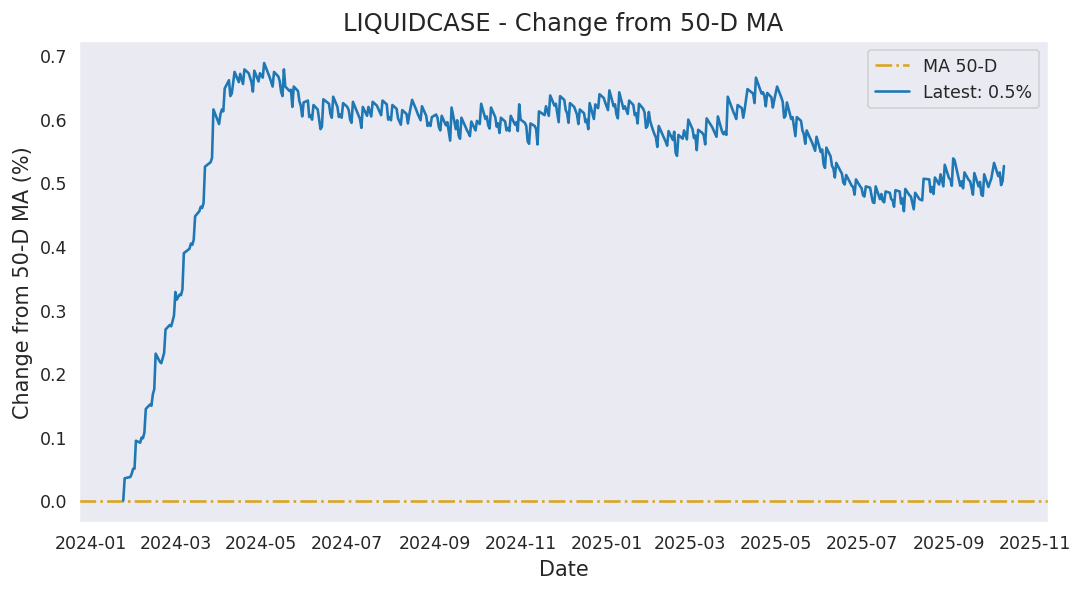 LIQUIDCASE - Change from 50-D MA
MA 50-D
Latest: 0.5%
Change from 50-D MA (%)
0.7
0.6
0.5
0.4
0.3
0.2
0.1
0.0
2024-01 2024-03 2024-05 2024-07 2024-09 2024-11 2025-01 2025-03 2025-05 2025-07 2025-09 2025-11
Date